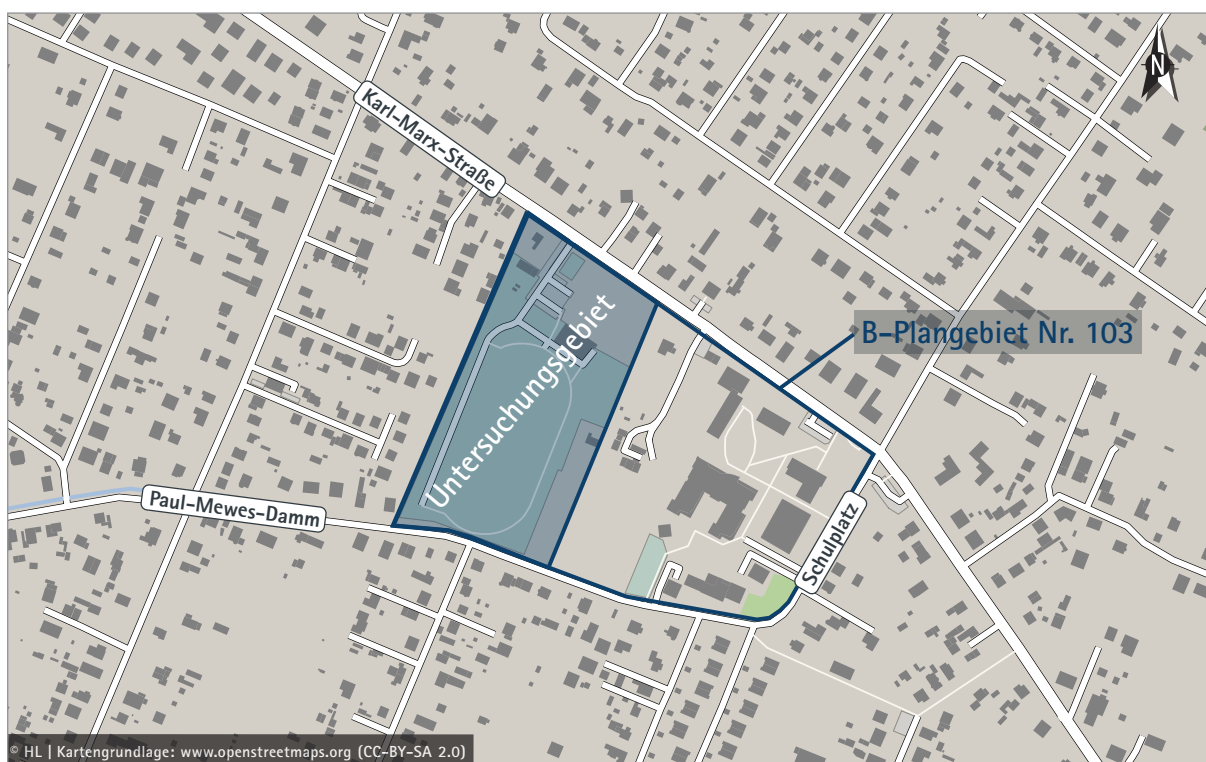 N
Karl-Marx-Straße
Untersuchungsgebiet
B-Plangebiet Nr. 103
Paul-Mewes-Damm
Schulplatz
© HL | Kartengrundlage: www.openstreetmaps.org (CC-BY-SA 2.0)